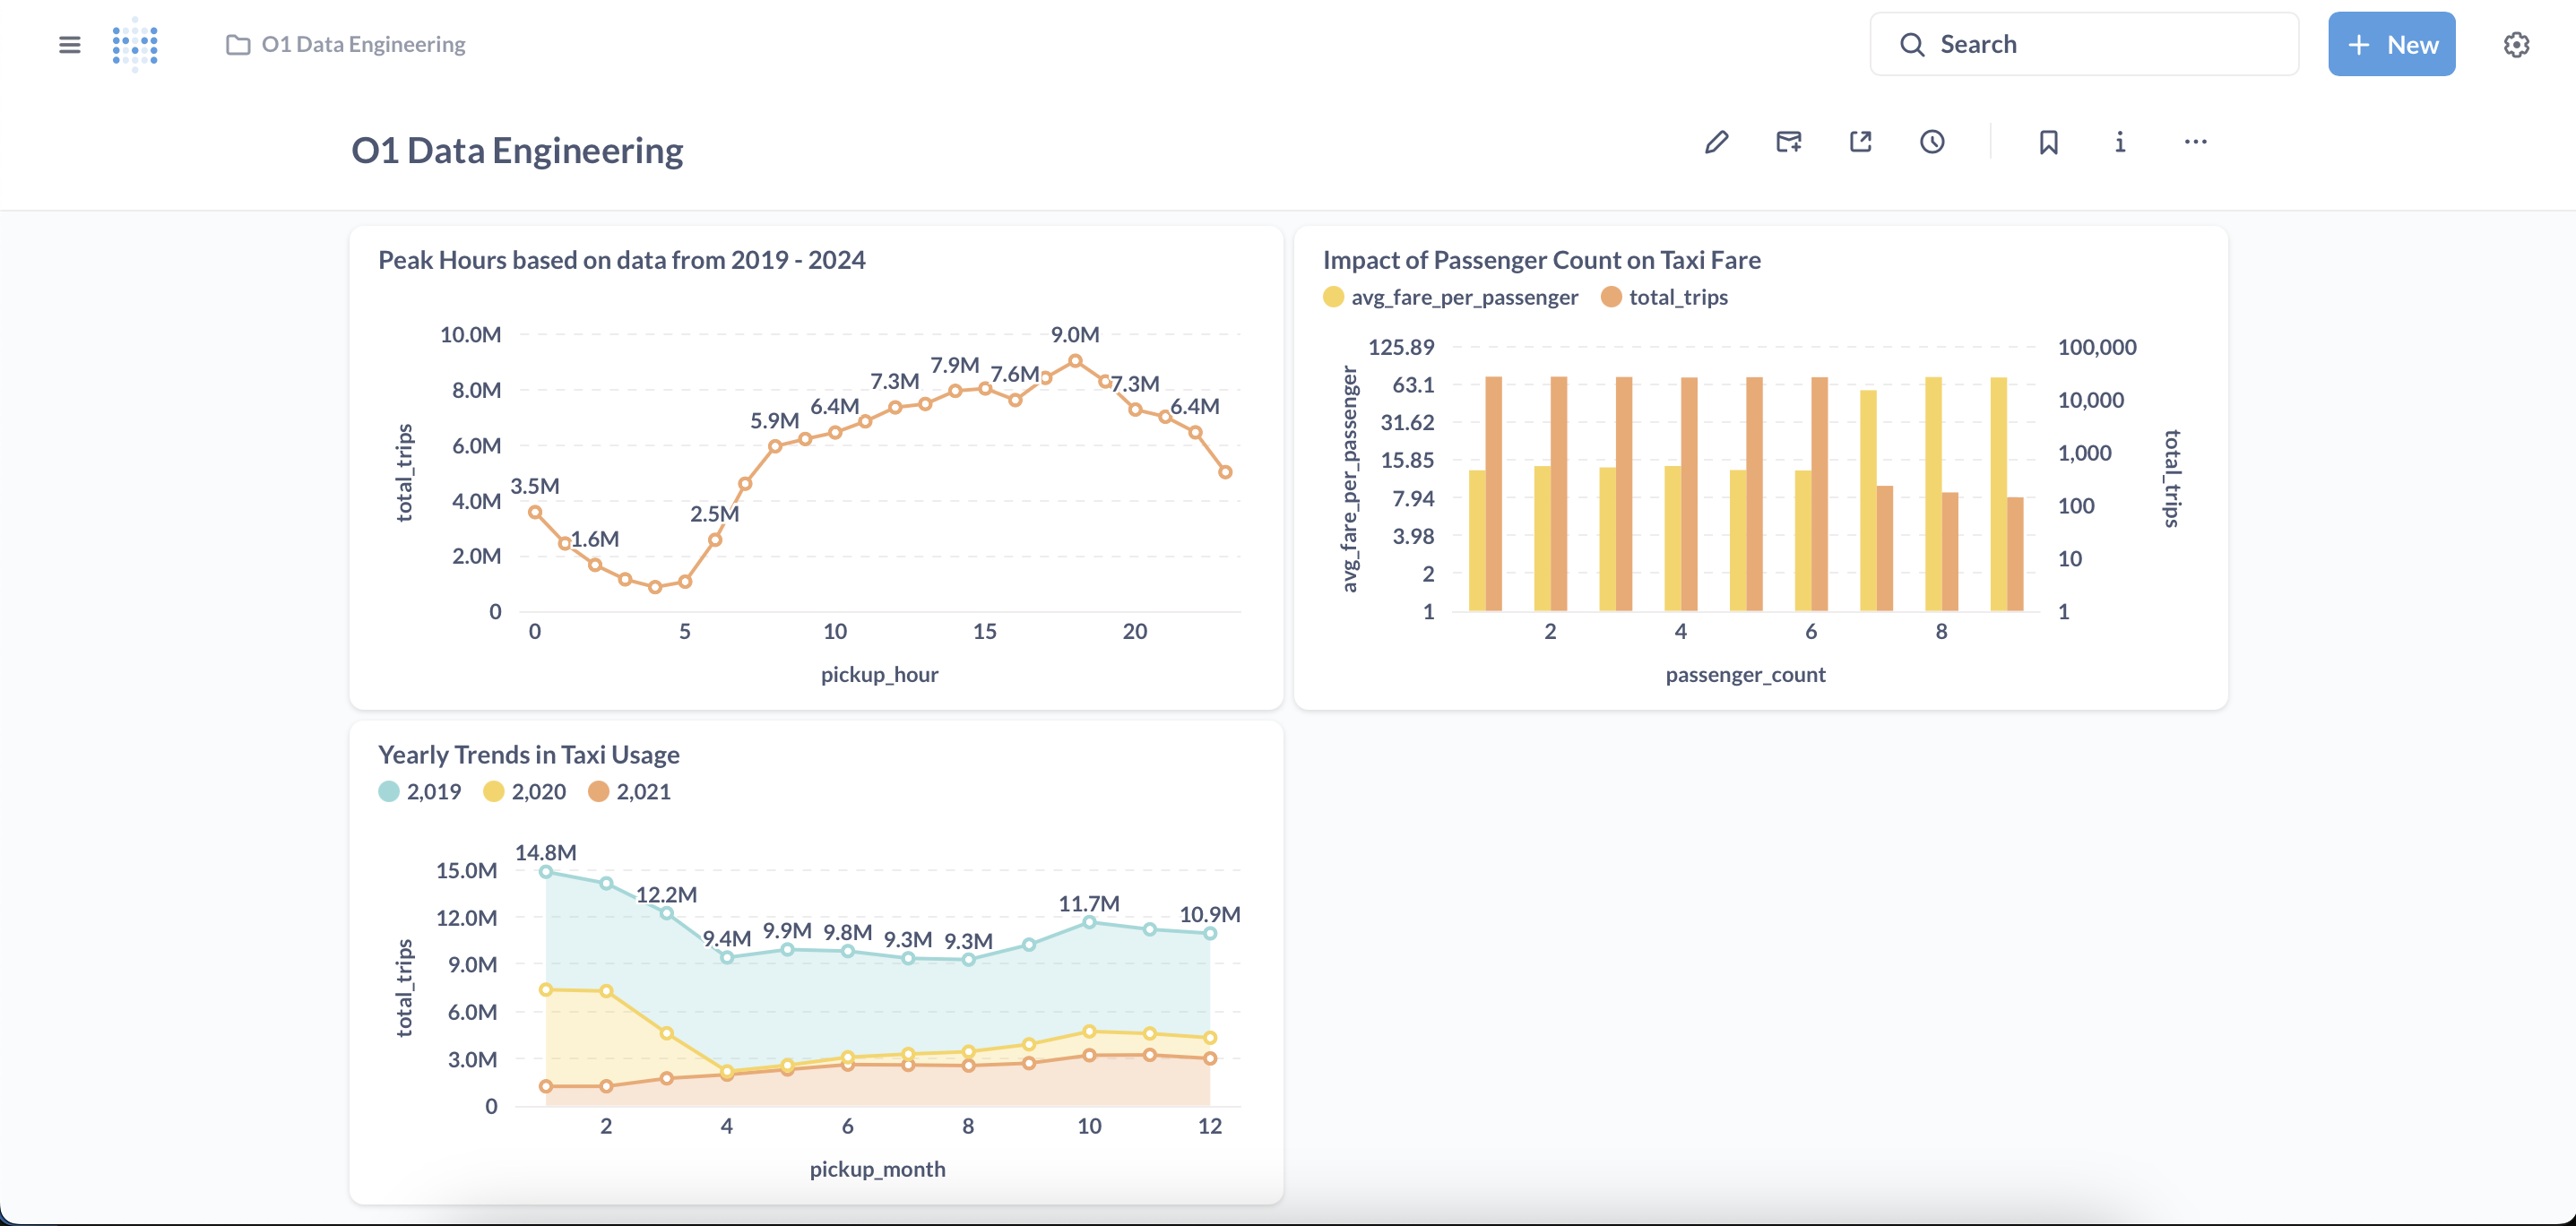 O1 Data Engineering
Search
+ New
O1 Data Engineering
Peak Hours based on data from 2019 - 2024
total_trips
10.0M
8.0M
6.0M
4.0M
2.0M
0
3.5M
1.6M
2.5M
5.9M
6.4M
7.3M
7.9M
7.6M
9.0M
7.3M
6.4M
0 5 10 15 20
pickup_hour
Impact of Passenger Count on Taxi Fare
avg_fare_per_passenger total_trips
avg_fare_per_passenger
125.89
63.1
31.62
15.85
7.94
3.98
2
1
100,000
10,000
1,000
100
10
1
total_trips
2 4 6 8
passenger_count
Yearly Trends in Taxi Usage
2,019 2,020 2,021
total_trips
15.0M
12.0M
9.0M
6.0M
3.0M
0
14.8M
12.2M
9.4M
9.9M
9.8M
9.3M
9.3M
11.7M
10.9M
2 4 6 8 10 12
pickup_month